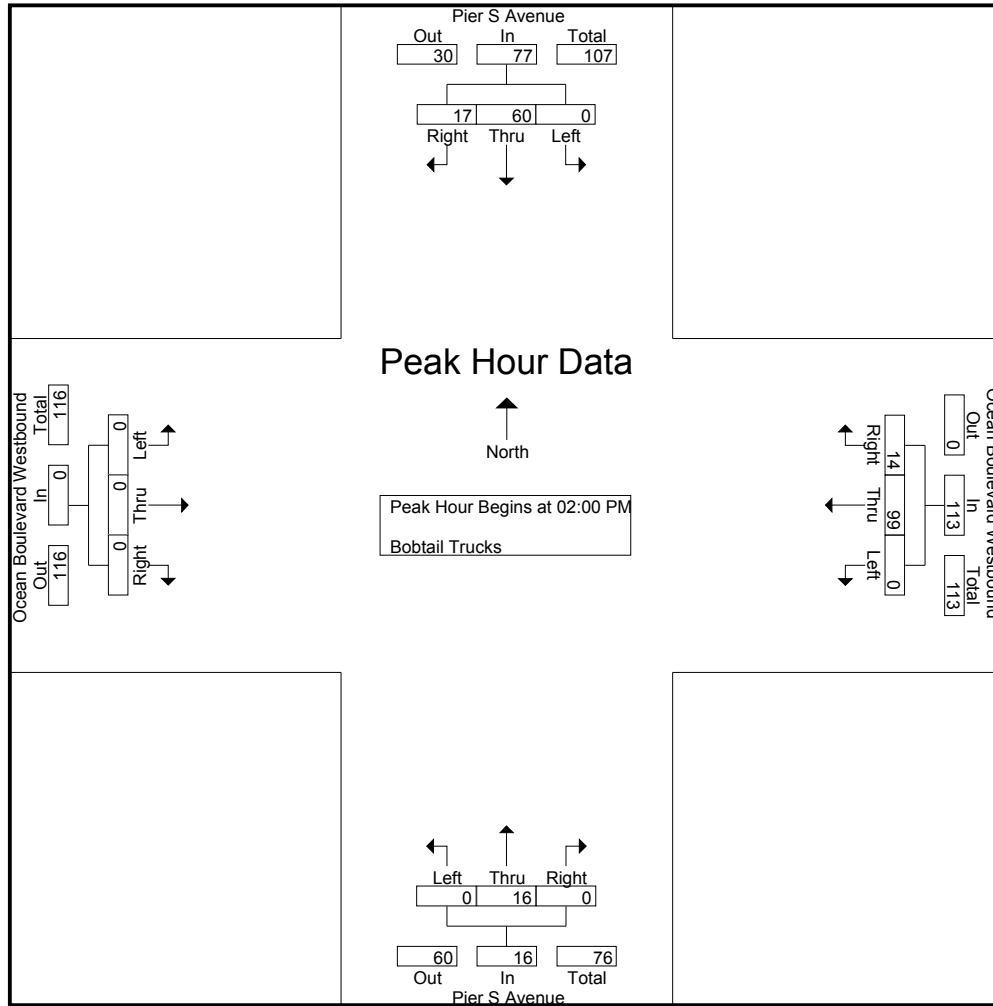 Pier S Avenue
Out In Total
30 77 107
17 60 0
Right Thru Left
Peak Hour Data
North
Peak Hour Begins at 02:00 PM
Bobtail Trucks
Ocean Boulevard Westbound
Total In Out
116 0 116
0 0 0
Left Thru Right
Ocean Boulevard Westbound
Out In Total
0 113 113
14 99 0
Right Thru Left
Left Thru Right
0 16 0
60 16 76
Out In Total
Pier S Avenue